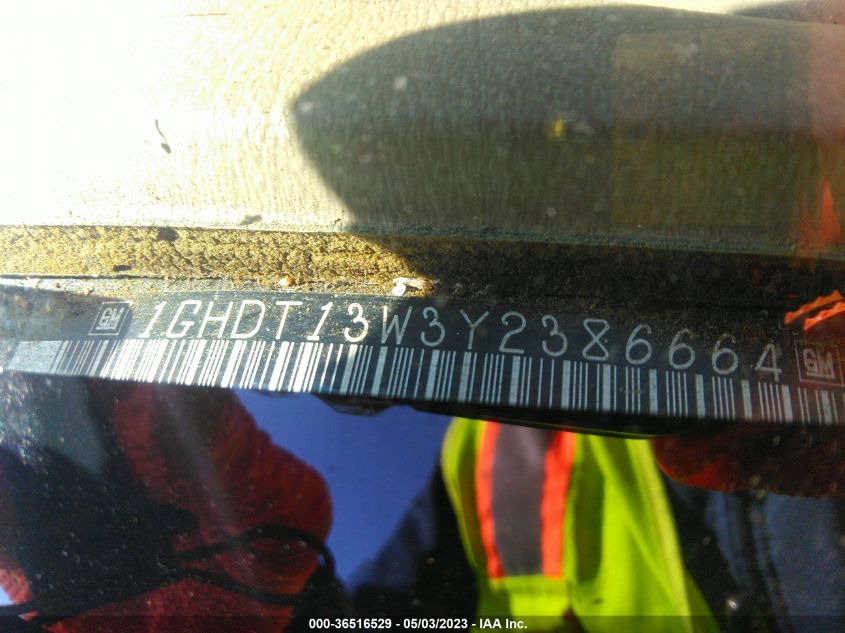 GM 1GHDT13W3Y2386664 GM
000-36516529 - 05/03/2023 - IAA Inc.